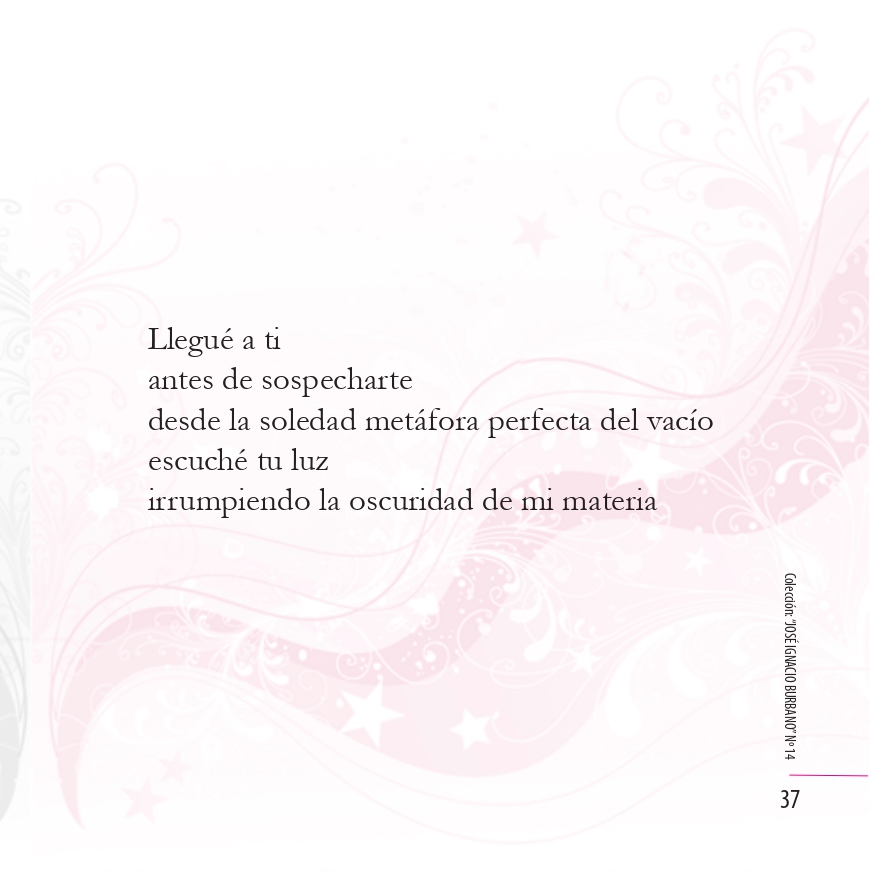 Llegué a ti
antes de sospecharte
desde la soledad metáfora perfecta del vacío
escuché tu luz
irrumpiendo la oscuridad de mi materia
Colección: "JOSÉ IGNACIO BURBANO" Nº 14
37